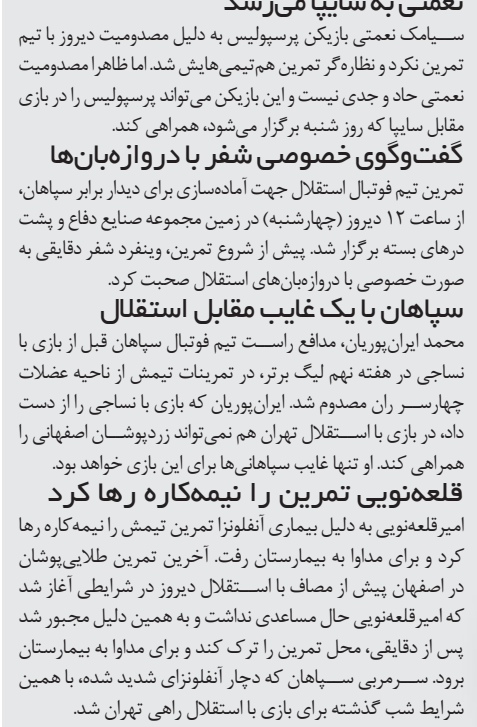 نعمتی به سایپا می‌رسد
سیامک نعمتی بازیکن پرسپولیس به دلیل مصدومیت دیروز با تیم
تمرین نکرد و نظاره‌گر تمرین هم‌تیمی‌هایش شد. اما ظاهرا مصدومیت
نعمتی حاد و جدی نیست و این بازیکن می‌تواند پرسپولیس را در بازی
مقابل سایپا که روز شنبه برگزار می‌شود، همراهی کند.
گفت‌وگوی خصوصی شفر با دروازه‌بان‌ها
تمرین تیم فوتبال استقلال جهت آماده‌سازی برای دیدار برابر سپاهان،
از ساعت ۱۲ دیروز (چهارشنبه) در زمین مجموعه صنایع دفاع و پشت
درهای بسته برگزار شد. پیش از شروع تمرین، وینفرد شفر دقایقی به
صورت خصوصی با دروازه‌بان‌های استقلال صحبت کرد.
سپاهان با یک غایب مقابل استقلال
محمد ایران‌پوریان، مدافع راست تیم فوتبال سپاهان قبل از بازی با
نساجی در هفته نهم لیگ برتر، در تمرینات تیمش از ناحیه عضلات
چهارسر ران مصدوم شد. ایران‌پوریان که بازی با نساجی را از دست
داد، در بازی با استقلال تهران هم نمی‌تواند زردپوشان اصفهانی را
همراهی کند. او تنها غایب سپاهانی‌ها برای این بازی خواهد بود.
قلعه‌نویی تمرین را نیمه‌کاره رها کرد
امیرقلعه‌نویی به دلیل بیماری آنفلونزا تمرین تیمش را نیمه‌کاره رها
کرد و برای مداوا به بیمارستان رفت. آخرین تمرین طلایی‌پوشان
در اصفهان پیش از مصاف با استقلال دیروز در شرایطی آغاز شد
که امیرقلعه‌نویی حال مساعدی نداشت و به همین دلیل مجبور شد
پس از دقایقی، محل تمرین را ترک کند و برای مداوا به بیمارستان
برود. سرمربی سپاهان که دچار آنفلونزای شدید شده، با همین
شرایط شب گذشته برای بازی با استقلال راهی تهران شد.